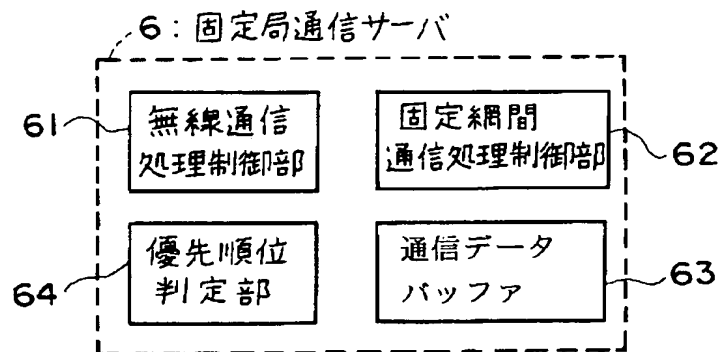 6：固定局通信サーバ
61
無線通信
処理制御部
固定網間
通信処理制御部
62
64
優先順位
判定部
通信データ
バッファ
63